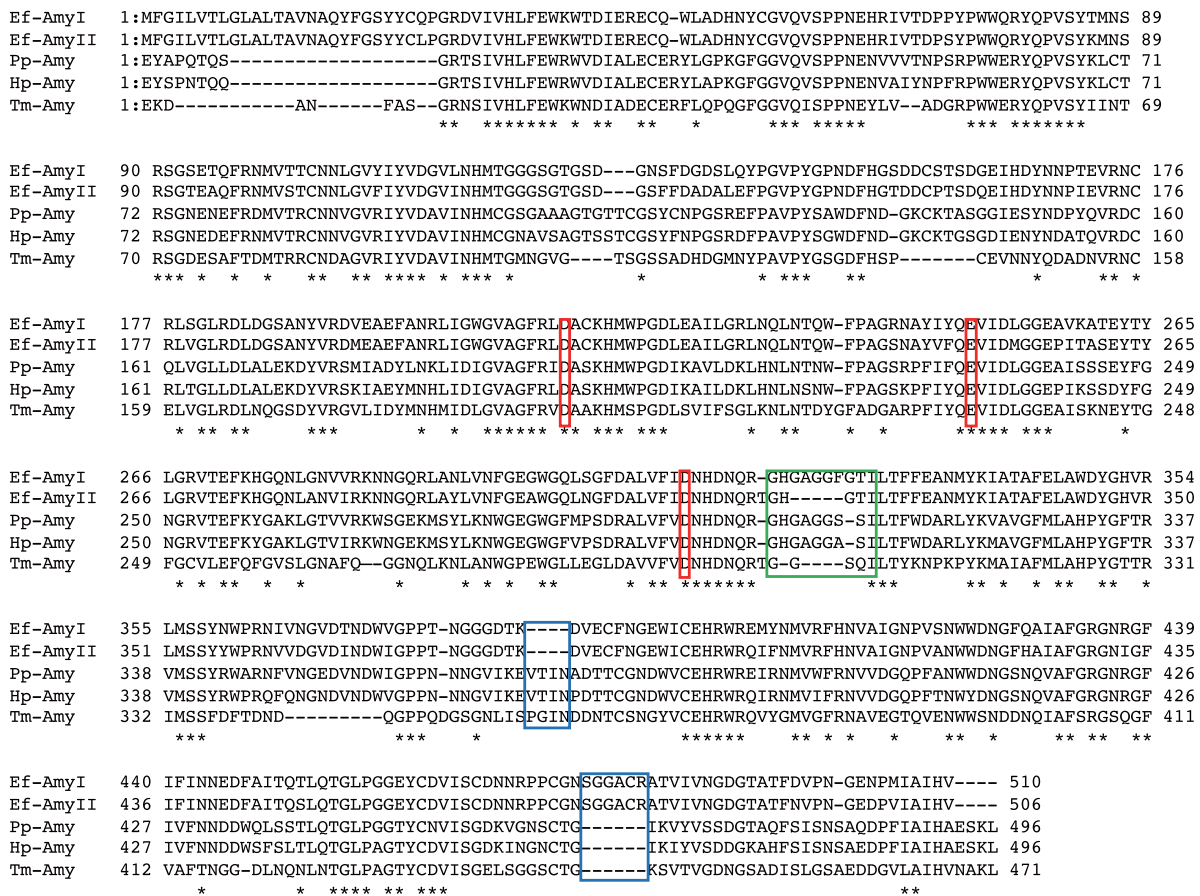 Ef-AmyI 1:MFGILVTLGLALTAVNAQYFGSYYCQPGRDVIVHLFEWKWTDIERECQ-WLADHNYCGVQVSPPNEHRIVTDPPYPWWQRYQPVSYTMNS 89
Ef-AmyII 1:MFGILVTLGLALTAVNAQYFGSYYCLPGRDVIVHLFEWKWTDIERECQ-WLADHNYCGVQVSPPNEHRIVTDPSYPWWQRYQPVSYKMNS 89
Pp-Amy 1:EYAPQTQS-------------------GRTSIVHLFEWRWVDIALECERYLGPKGFGGVQVSPPNENVVVTNPSRPWWERYQPVSYKLCT 71
Hp-Amy 1:EYSPNTQQ-------------------GRTSIVHLFEWRWVDIALECERYLAPKGFGGVQVSPPNENVAIYNPFRPWWERYQPVSYKLCT 71
Tm-Amy 1:EKD-----------AN------FAS--GRNSIVHLFEWKWNDIADECERFLQPQGFGGVQISPPNEYLV--ADGRPWWERYQPVSYIINT 69
** ******* * ** ** * *** ***** *** *******
Ef-AmyI 90 RSGSETQFRNMVTTCNNLGVYIYVDGVLNHMTGGGSGTGSD---GNSFDGDSLQYPGVPYGPNDFHGSDDCSTSDGEIHDYNNPTEVRNC 176
Ef-AmyII 90 RSGTEAQFRNMVSTCNNLGVFIYVDGVINHMTGGGSGTGSD---GSFFDADALEFPGVPYGPNDFHGTDDCPTSDQEIHDYNNPIEVRNC 176
Pp-Amy 72 RSGNENEFRDMVTRCNNVGVRIYVDAVINHMCGSGAAAGTGTTCGSYCNPGSREFPAVPYSAWDFND-GKCKTASGGIESYNDPYQVRDC 160
Hp-Amy 72 RSGNEDEFRDMVTRCNNVGVRIYVDAVINHMCGNAVSAGTSSTCGSYFNPGSRDFPAVPYSGWDFND-GKCKTGSGDIENYNDATQVRDC 160
Tm-Amy 70 RSGDESAFTDMTRRCNDAGVRIYVDAVINHMTGMNGVG---TSGSSADHDGMNYPAVPYGSGDFHSP-------CEVNNYQDADNVRNC 158
*** * * * ** ** **** * *** * * * *** ** * ** *
Ef-AmyI 177 RLSGLRDLDGSANYVRDVEAEFANRLIGWGVAGFRLDACKHMWPGDLEAILGRLNQLNTQW-FPAGRNAYIYQEVIDLGGEAVKATEYTY 265
Ef-AmyII 177 RLVGLRDLDGSANYVRDMEAEFANRLIGWGVAGFRLDACKHMWPGDLEAILGRLNQLNTQW-FPAGSNAYVFQEVIDMGGEPITASEYTY 265
Pp-Amy 161 QLVGLLDLALEKDYVRSMIADYLNKLIDIGVAGFRIDASKHMWPGDIKAVLDKLHNLNTNW-FPAGSRPFIFQEVIDLGGEAISSSEYFG 249
Hp-Amy 161 RLTGLLDLALEKDYVRSKIAEYMNHLIDIGVAGFRLDASKHMWPGDIKAILDKLHNLNSNW-FPAGSKPFIYQEVIDLGGEPIKSSDYFG 249
Tm-Amy 159 ELVGLRDLNQGSDYVRGVLIDYMNHMIDLGVAGFRVDAAKHMSPGDLSVIFSGLKNLNTDYGFADGARPFIYQEVIDLGGEAISKNEYTG 248
* ** ** *** * * ****** ** *** *** * ** * * ***** *** *
Ef-AmyI 266 LGRVTEFKHGQNLGNVVRKNNGQRLANLVNFGEGWGQLSGFDALVFIDNHDNQR-GHGAGGFGTILTFFEANMYKIATAFELAWDYGHVR 354
Ef-AmyII 266 LGRVTEFKHGQNLANVIRKNNGQRLAYLVNFGEAWGQLNGFDALVFIDNHDNQRTGH-----GTILTFFEANMYKIATAFELAWDYGHVR 350
Pp-Amy 250 NGRVTEFKYGAKLGTVVRKWSGEKMSYLKNWGEGWGFMPSDRALVFVDNHDNQR-GHGAGGS-SILTFWDARLYKVAVGFMLAHPYGFTR 337
Hp-Amy 250 NGRVTEFKYGAKLGTVIRKWNGEKMSYLKNWGEGWGFVPSDRALVFVDNHDNQR-GHGAGGA-SILTFWDARLYKMAVGFMLAHPYGFTR 337
Tm-Amy 249 FGCVLEFQFGVSLGNAFQ--GGNQLKNLANWGPEWGLLEGLDAVVFVDNHDNQRTG-G----SQILTYKNPKPYKMAIAFMLAHPYGTTR 331
* * ** * * * * * * ** * ** ******* *** ** * * ** ** *
Ef-AmyI 355 LMSSYNWPRNIVNGVDTNDWVGPPT-NGGGDTK----DVECFNGEWICEHRWREMYNMVRFHNVAIGNPVSNWWDNGFQAIAFGRGNRGF 439
Ef-AmyII 351 LMSSYYWPRNVVDGVDINDWIGPPT-NGGGDTK----DVECFNGEWICEHRWRQIFNMVRFHNVAIGNPVANWWDNGFHAIAFGRGNIGF 435
Pp-Amy 338 VMSSYRWARNFVNGEDVNDWIGPPN-NNGVIKEVTINADTTCGNDWVCEHRWREIRNMVWFRNVVDGQPFANWWDNGSNQVAFGRGNRGF 426
Hp-Amy 338 VMSSYRWPRQFQNGNDVNDWVGPPN-NNGVIKEVTINPDTTCGNDWVCEHRWRQIRNMVIFRNVVDGQPFTNWYDNGSNQVAFGRGNRGF 426
Tm-Amy 332 IMSSFDFTDND---------QGPPQDGSGNLISPGINDDNTCSNGYVCEHRWRQVYGMVGFRNAVEGTQVENWWSNDDNQIAFSRGSQGF 411
*** *** * ****** ** * * * ** * ** ** **
Ef-AmyI 440 IFINNEDFAITQTLQTGLPGGEYCDVISCDNNRPPCGNSGGACRATVIVNGDGTATFDVPN-GENPMIAIHV---- 510
Ef-AmyII 436 IFINNEDFAITQSLQTGLPGGEYCDVISCDNNRPPCGNSGGACRATVIVNGDGTATFNVPN-GEDPVIAIHV---- 506
Pp-Amy 427 IVFNNDDWQLSSTLQTGLPGGTYCNVISGDKVGNSCTG------IKVYVSSDGTAQFSISNSAQDPFIAIHAESKL 496
Hp-Amy 427 IVFNNDDWSFSLTLQTGLPAGTYCDVISGDKINGNCTG------IKIYVSDDGKAHFSISNSAEDPFIAIHAESKL 496
Tm-Amy 412 VAFTNGG-DLNQNLNTGLPAGTYCDVISGELSGGSCTG------KSVTVGDNGSADISLGSAEDDGVLAIHVNAKL 471
* * **** ** *** **